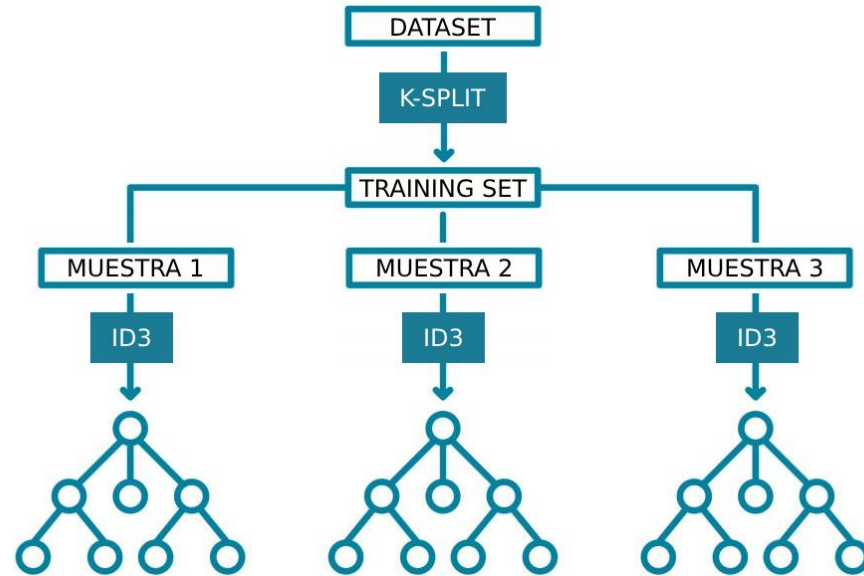 DATASET
K-SPLIT
TRAINING SET
MUESTRA 1
MUESTRA 2
MUESTRA 3
ID3
ID3
ID3